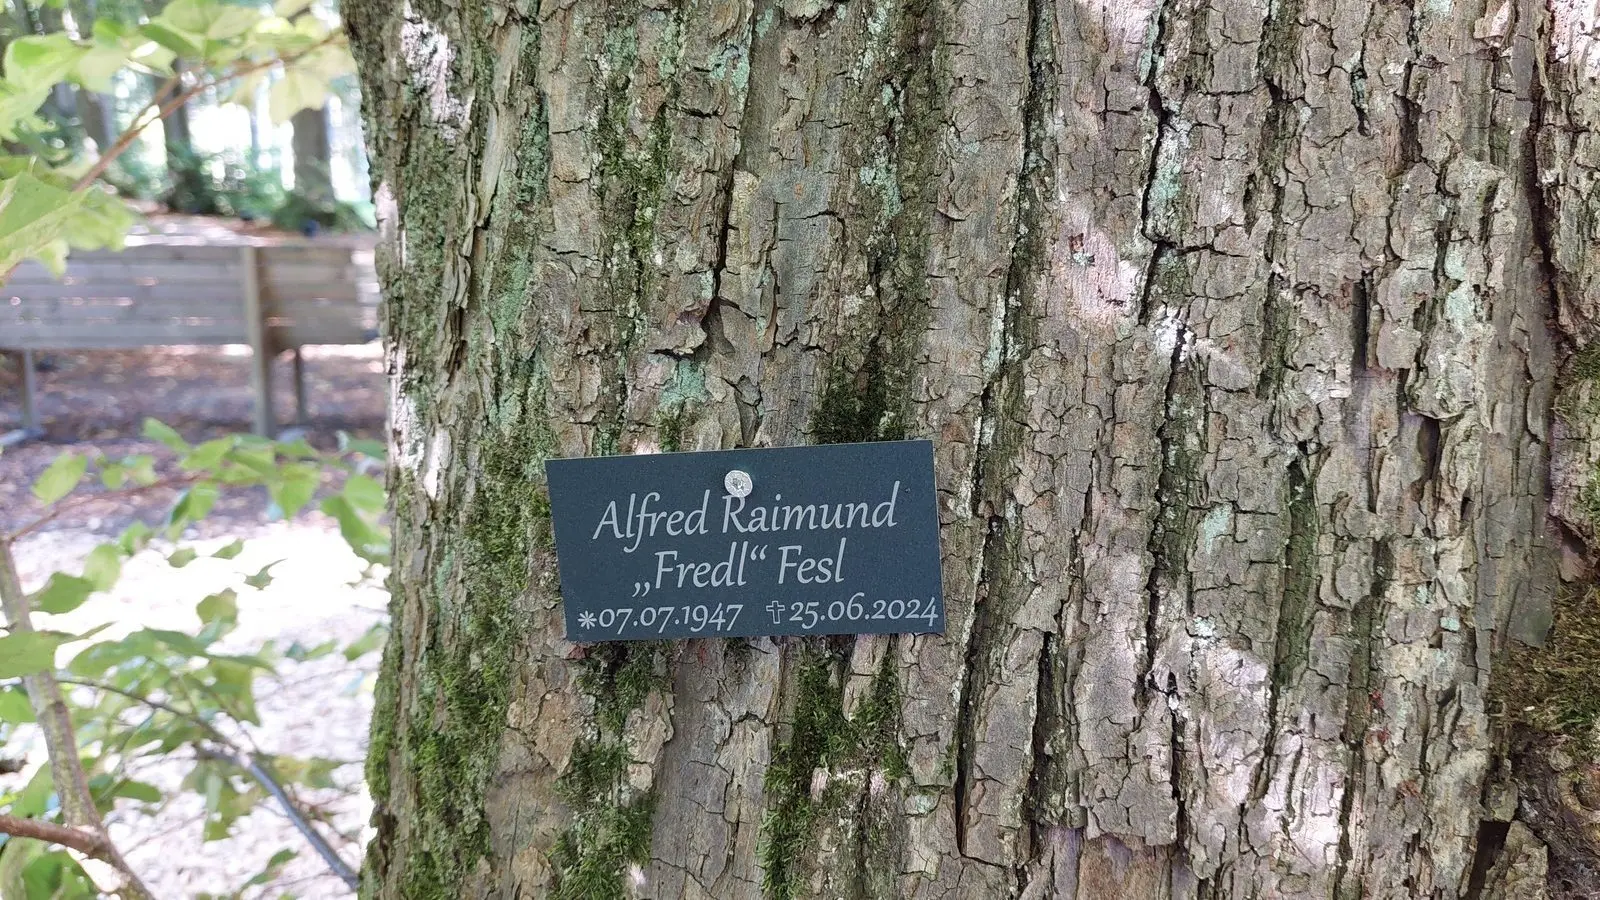 Alfred Raimund
„Fredl“ Fesl
*07.07.1947 †25.06.2024